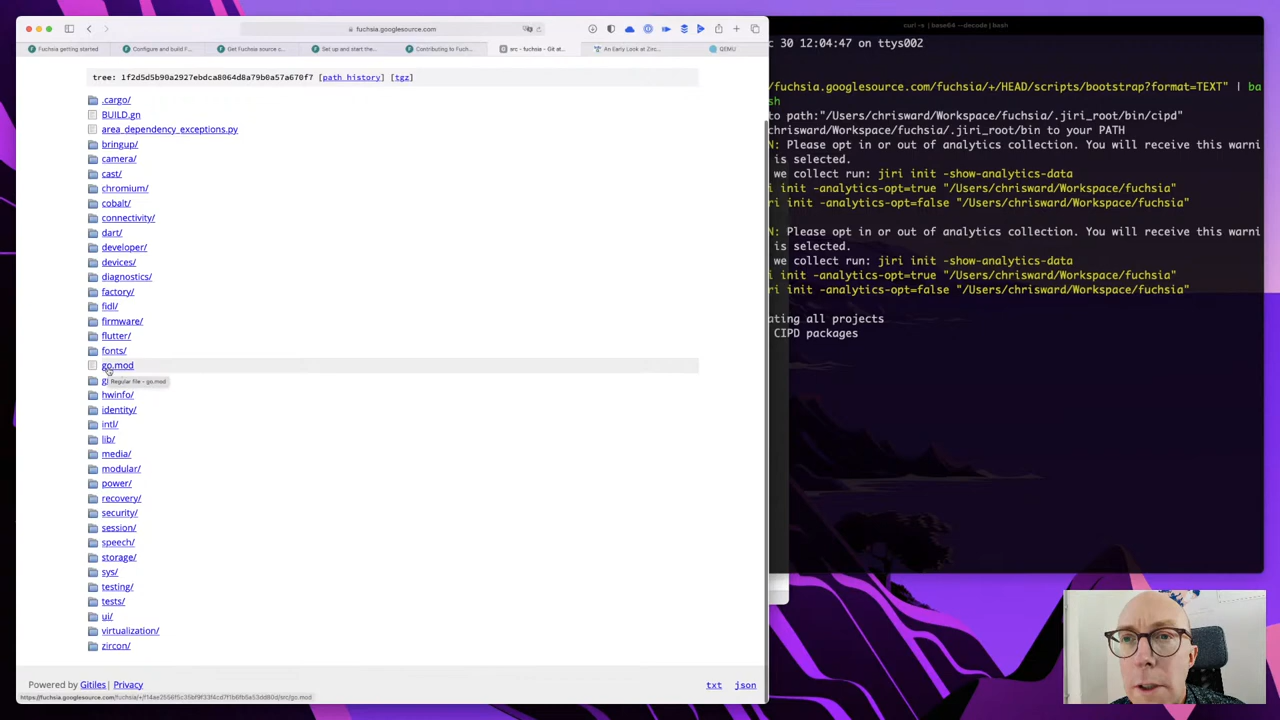 fuchsia.googlesource.com
Fuchsia getting started
Configure and build F...
Get Fuchsia source c...
Set up and start the...
Contributing to Fuch...
src - fuchsia - Git at...
An Early Look at Zirc...
QEMU
tree: 1f2d5d5b90a2927ebdca8064d8a79b0a57a670f7 [path history] [tgz]
.cargo/
BUILD.gn
area_dependency_exceptions.py
bringup/
camera/
cast/
chromium/
cobalt/
connectivity/
dart/
developer/
devices/
diagnostics/
factory/
fidl/
firmware/
flutter/
fonts/
go.mod
Regular file - go.mod
hwinfo/
identity/
intl/
lib/
media/
modular/
power/
recovery/
security/
session/
speech/
storage/
sys/
testing/
tests/
ui/
virtualization/
zircon/
Powered by Gitiles | Privacy
txt json
curl -s | base64 --decode | bash
c 30 12:04:47 on ttys002
/fuchsia.googlesource.com/fuchsia/+/HEAD/scripts/bootstrap?format=TEXT" | ba
sh
to path:"/Users/chrisward/Workspace/fuchsia/.jiri_root/bin/cipd"
chrisward/Workspace/fuchsia/.jiri_root/bin to your PATH
N: Please opt in or out of analytics collection. You will receive this warni
is selected.
we collect run: jiri init -show-analytics-data
i init -analytics-opt=true "/Users/chrisward/Workspace/fuchsia"
i init -analytics-opt=false "/Users/chrisward/Workspace/fuchsia"
N: Please opt in or out of analytics collection. You will receive this warni
is selected.
we collect run: jiri init -show-analytics-data
ri init -analytics-opt=true "/Users/chrisward/Workspace/fuchsia"
ri init -analytics-opt=false "/Users/chrisward/Workspace/fuchsia"
ating all projects
CIPD packages